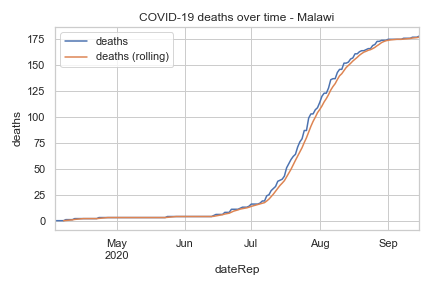 COVID-19 deaths over time - Malawi
deaths
deaths (rolling)
175
150
125
100
75
50
25
0
deaths
May Jun Jul Aug Sep
2020
dateRep